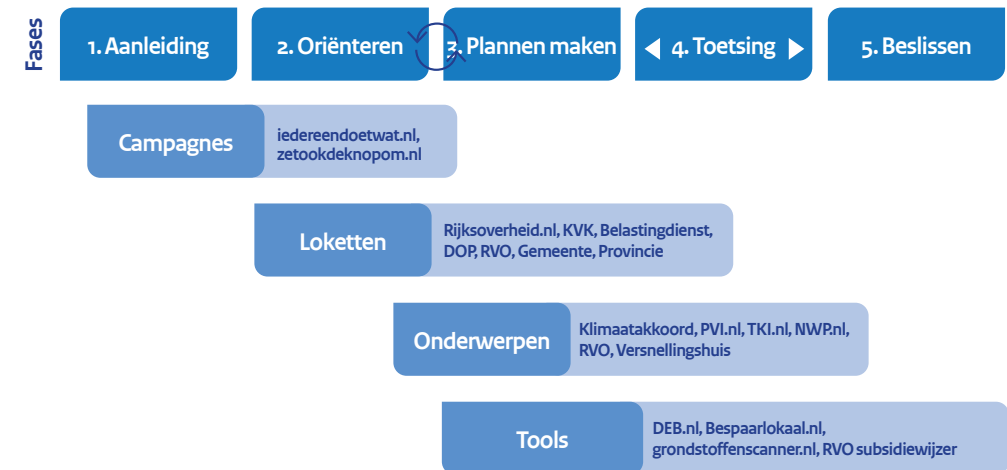 Fases
1. Aanleiding
2. Oriënteren
3. Plannen maken
4. Toetsing
5. Beslissen
Campagnes
iedereendoetwat.nl,
zetookdeknopom.nl
Loketten
Rijksoverheid.nl, KVK, Belastingdienst,
DOP, RVO, Gemeente, Provincie
Onderwerpen
Klimaatakkoord, PVI.nl, TKI.nl, NWP.nl,
RVO, Versnellingshuis
Tools
DEB.nl, Bespaarlokaal.nl,
grondstoffenscanner.nl, RVO subsidiewijzer